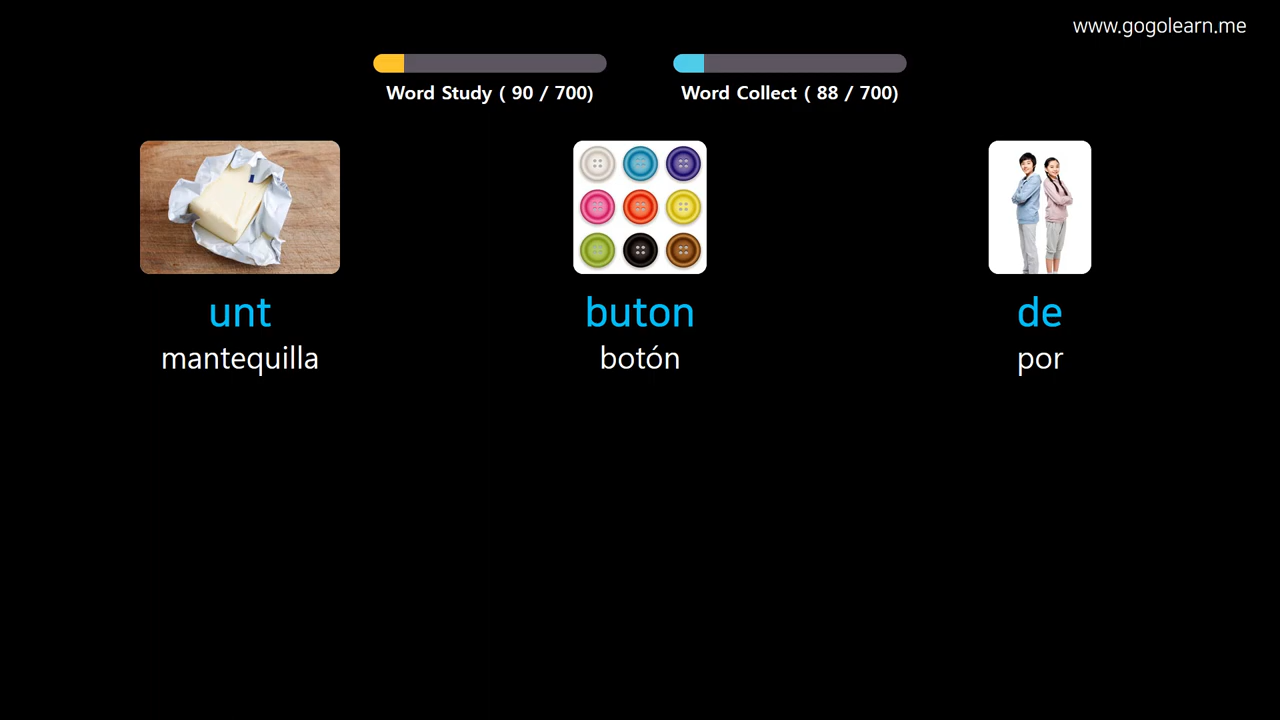 www.gogolearn.me
Word Study ( 90 / 700)
Word Collect ( 88 / 700)
unt
mantequilla
buton
botón
de
por